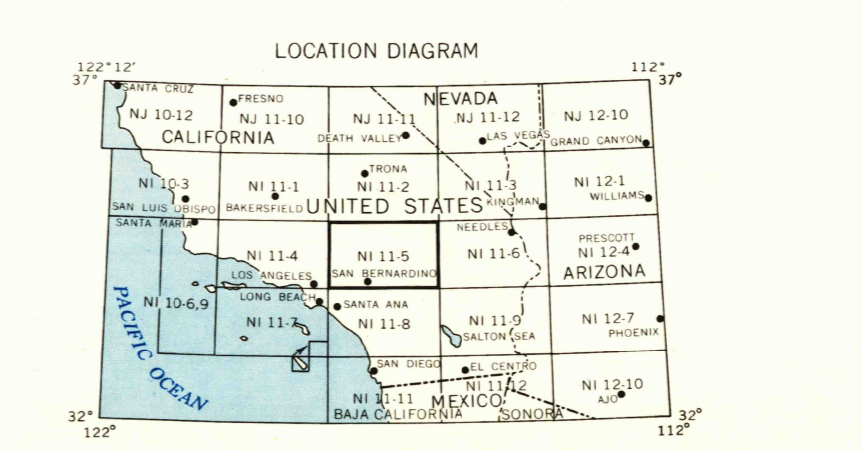 LOCATION DIAGRAM
122°12'
112°
37°
37°
SANTA CRUZ
FRESNO
NEVADA
NJ 10-12
NJ 11-10
NJ 11-11
NJ 11-12
NJ 12-10
CALIFORNIA
DEATH VALLEY
LAS VEGAS
GRAND CANYON
TRONA
NI 10-3
NI 11-1
NI 11-2
NI 11-3
NI 12-1
SAN LUIS OBISPO
BAKERSFIELD
UNITED STATES
KINGMAN
WILLIAMS
SANTA MARIA
NEEDLES
PRESCOTT
NI 11-4
NI 11-5
NI 11-6
NI 12-4
LOS ANGELES
SAN BERNARDINO
ARIZONA
PACIFIC OCEAN
NI 10-6,9
LONG BEACH
SANTA ANA
NI 11-7
NI 11-8
NI 11-9
NI 12-7
SALTON SEA
PHOENIX
SAN DIEGO
EL CENTRO
NI 11-12
NI 12-10
NI 11-11
MEXICO
AJO
BAJA CALIFORNIA
SONORA
32°
32°
122°
112°